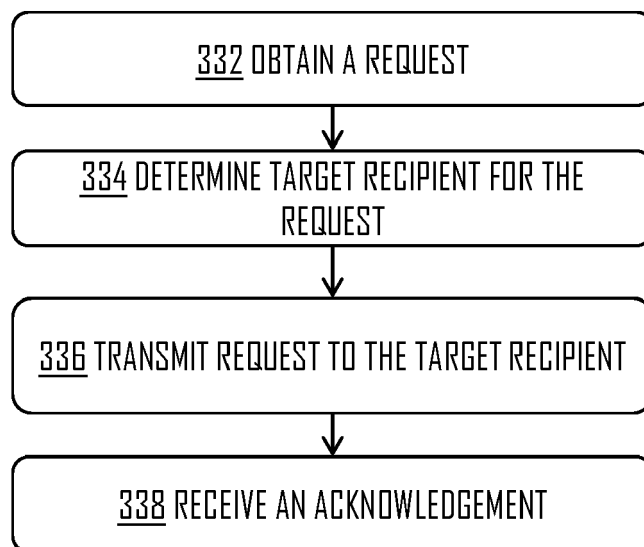 332 OBTAIN A REQUEST
334 DETERMINE TARGET RECIPIENT FOR THE
REQUEST
336 TRANSMIT REQUEST TO THE TARGET RECIPIENT
338 RECEIVE AN ACKNOWLEDGEMENT